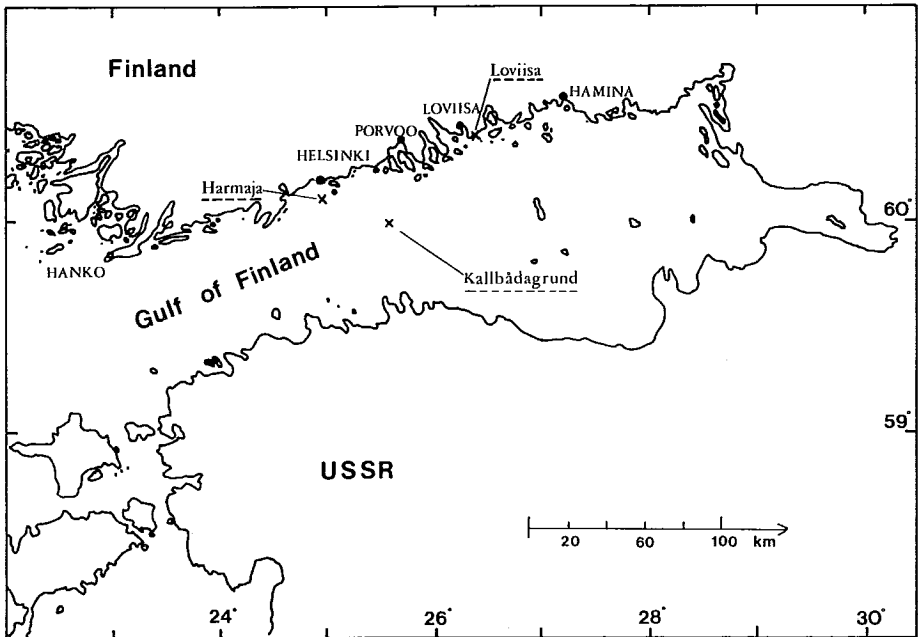 Finland
Loviisa
HAMINA
LOVIISA
PORVOO
HELSINKI
Harmaja
60°
HANKO
Kallbådagrund
Gulf of Finland
59°
USSR
20 60 100 km
24° 26° 28° 30°